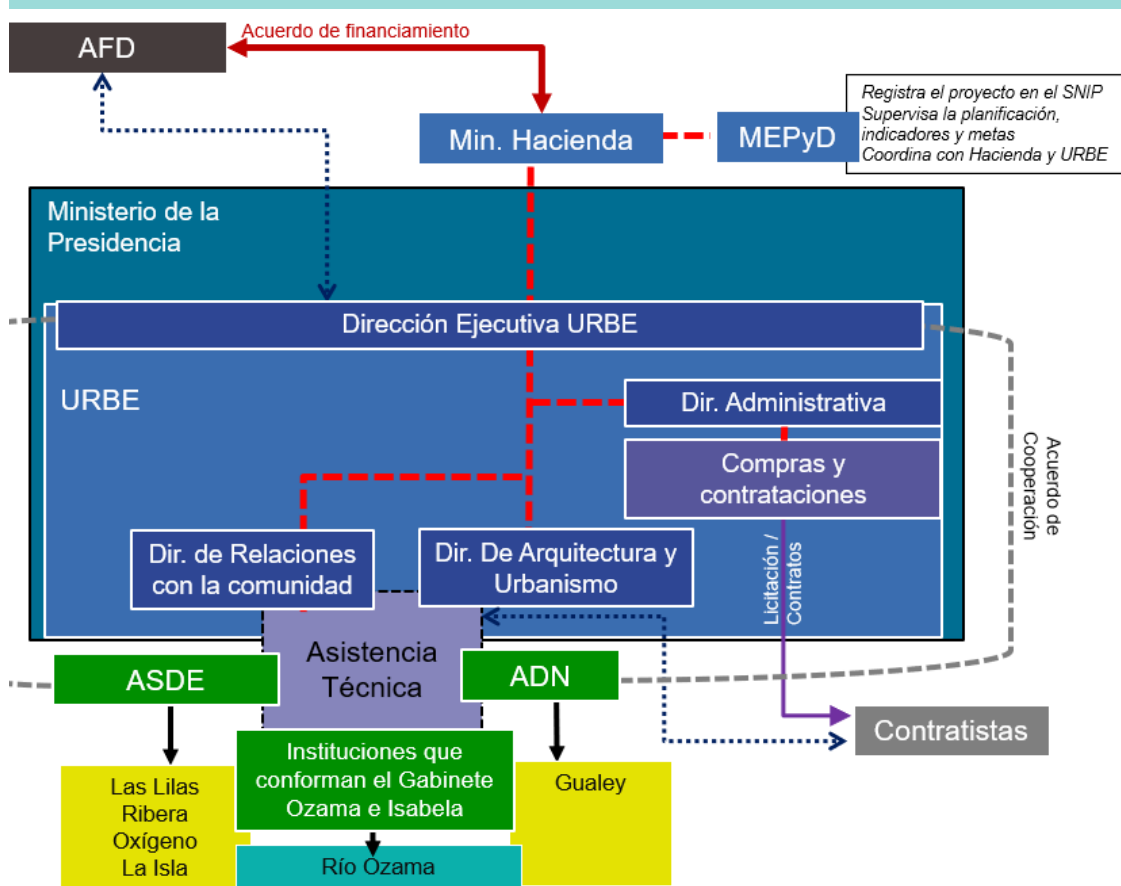 Acuerdo de financiamiento
AFD
Min. Hacienda
MEPyD
Registra el proyecto en el SNIP
Supervisa la planificación,
indicadores y metas
Coordina con Hacienda y URBE
Ministerio de la
Presidencia
Dirección Ejecutiva URBE
URBE
Dir. Administrativa
Compras y
contrataciones
Acuerdo de
Cooperación
Dir. de Relaciones
con la comunidad
Dir. De Arquitectura y
Urbanismo
Licitación /
Contratos
Asistencia
Técnica
ASDE
ADN
Contratistas
Instituciones que
conforman el Gabinete
Ozama e Isabela
Las Lilas
Ribera
Oxígeno
La Isla
Gualey
Río Ozama